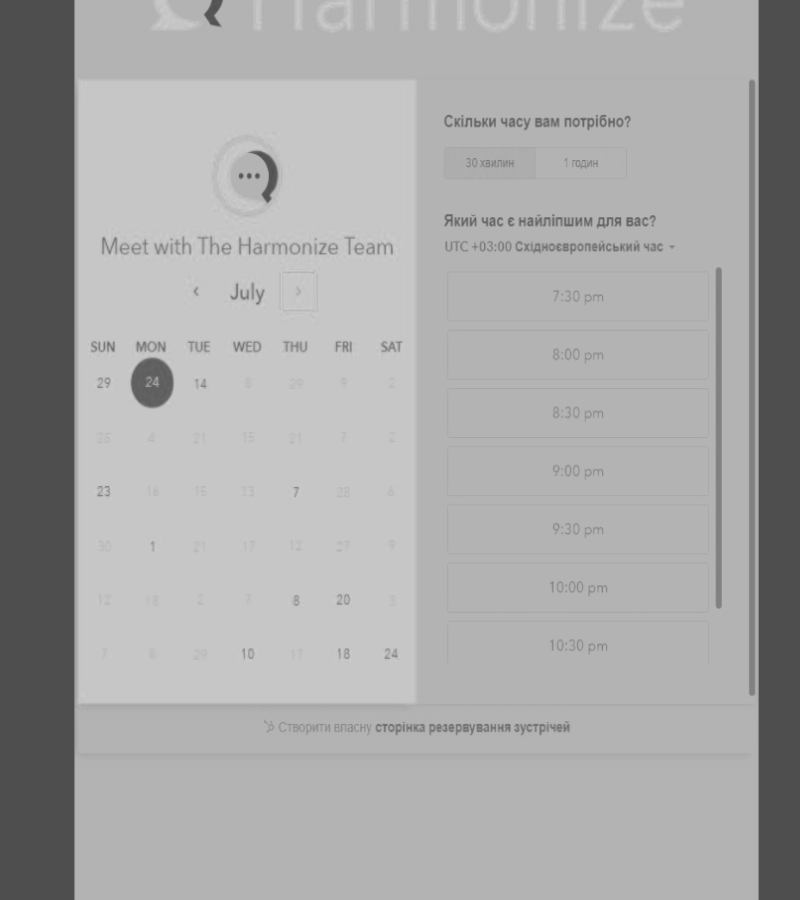 Harmonize
Meet with The Harmonize Team
July
SUN MON TUE WED THU FRI SAT
29 24 14 6 29 9 2
25 4 21 15 21 7 2
23 16 15 13 7 28 6
30 1 21 17 12 27 9
12 18 2 7 8 20 3
7 8 29 10 17 18 24
Скільки часу вам потрібно?
30 хвилин 1 годин
Який час є найліпшим для вас?
UTC +03:00 Східноєвропейський час
7:30 pm
8:00 pm
8:30 pm
9:00 pm
9:30 pm
10:00 pm
10:30 pm
Створити власну сторінка резервування зустрічей